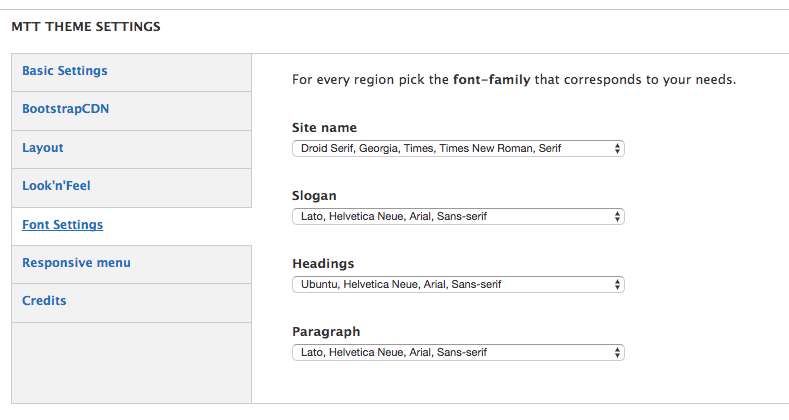 MTT THEME SETTINGS
Basic Settings
BootstrapCDN
Layout
Look'n'Feel
Font Settings
Responsive menu
Credits
For every region pick the font-family that corresponds to your needs.
Site name
Droid Serif, Georgia, Times, Times New Roman, Serif
Slogan
Lato, Helvetica Neue, Arial, Sans-serif
Headings
Ubuntu, Helvetica Neue, Arial, Sans-serif
Paragraph
Lato, Helvetica Neue, Arial, Sans-serif